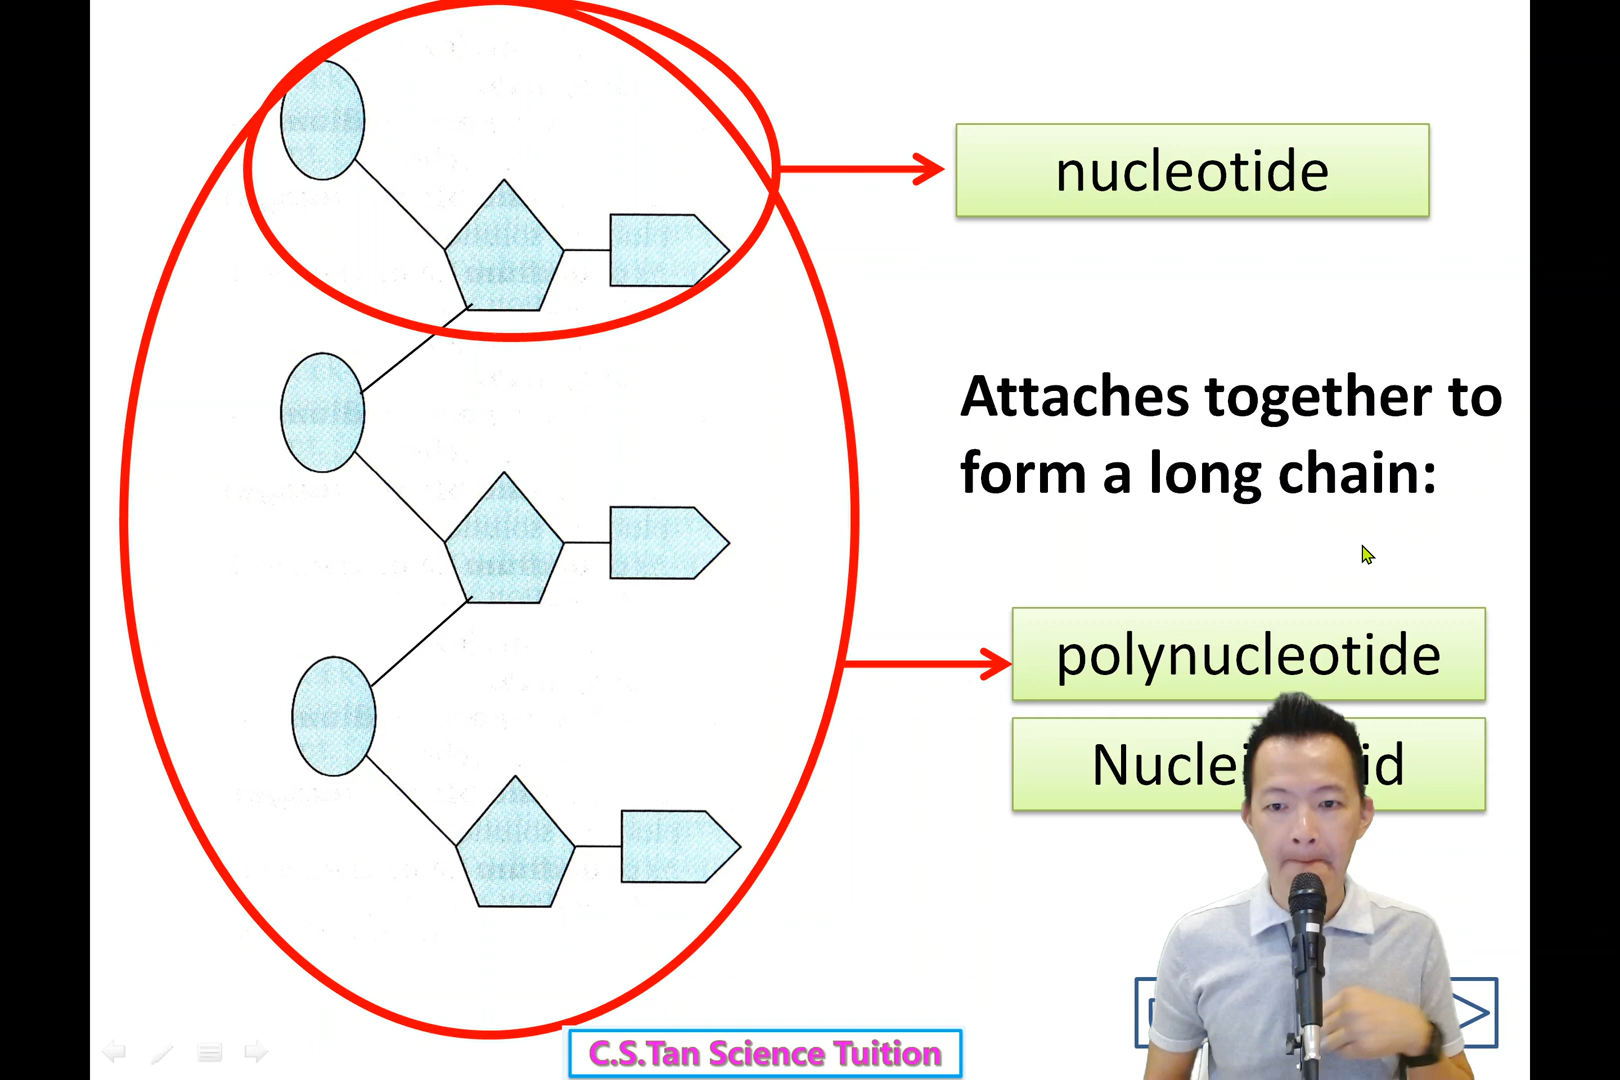 nucleotide
Attaches together to
form a long chain:
polynucleotide
C.S.Tan Science Tuition